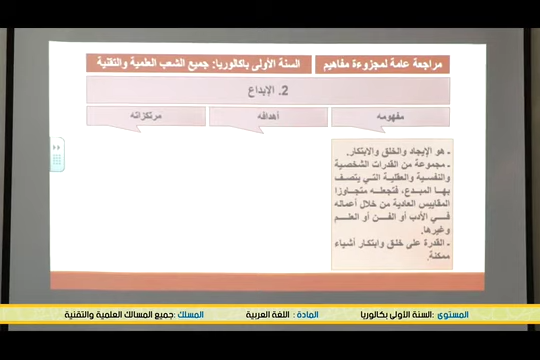 مراجعة عامة لمجزوءة مفاهيم
السنة الأولى باكالوريا: جميع الشعب العلمية والتقنية
2. الإبداع
مفهومه
أهدافه
مرتكزاته
ـ هو الإيجاد والخلق والابتكار.
ـ مجموعة من القدرات الشخصية
والنفسية والعقلية التي يتصف
بها المبدع، فتجعله متجاوزا
المقاييس العادية من خلال أعماله
في الأدب أو الفن أو العلم
وغيرها.
ـ القدرة على خلق وابتكار أشياء
ممكنة.
المستوى :السنة الأولى بكالوريا
المادة : اللغة العربية
المسلك :جميع المسالك العلمية والتقنية